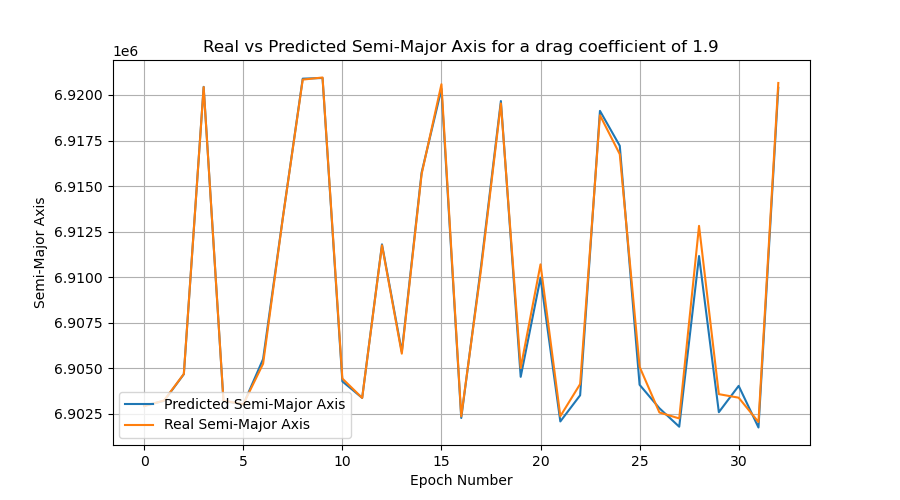 Real vs Predicted Semi-Major Axis for a drag coefficient of 1.9
1e6
6.9200
6.9175
6.9150
6.9125
6.9100
6.9075
6.9050
6.9025
Semi-Major Axis
Predicted Semi-Major Axis
Real Semi-Major Axis
0 5 10 15 20 25 30
Epoch Number